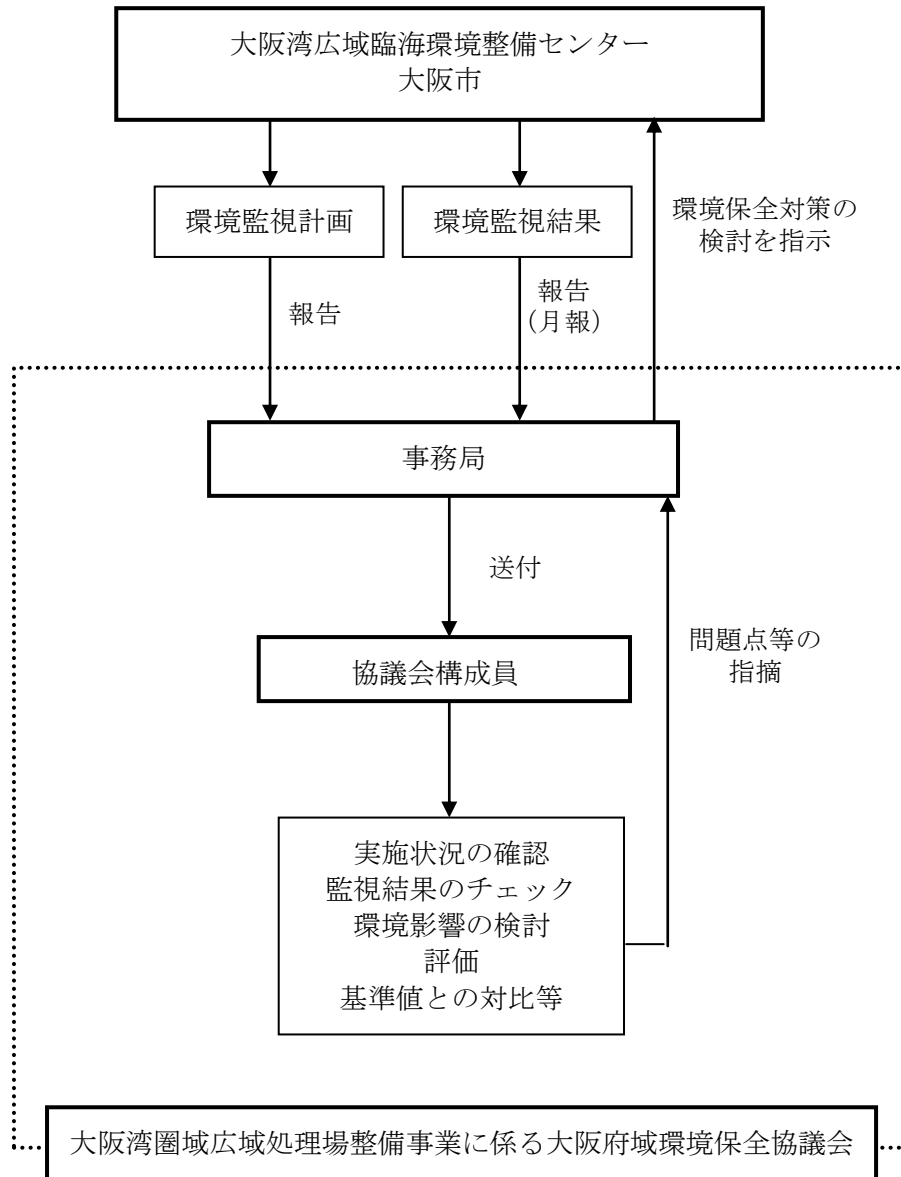 大阪湾広域臨海環境整備センター
大阪市
環境監視計画
環境監視結果
環境保全対策の
検討を指示
報告
報告
（月報）
事務局
送付
協議会構成員
問題点等の
指摘
実施状況の確認
監視結果のチェック
環境影響の検討
評価
基準値との対比等
大阪湾圏域広域処理場整備事業に係る大阪府域環境保全協議会